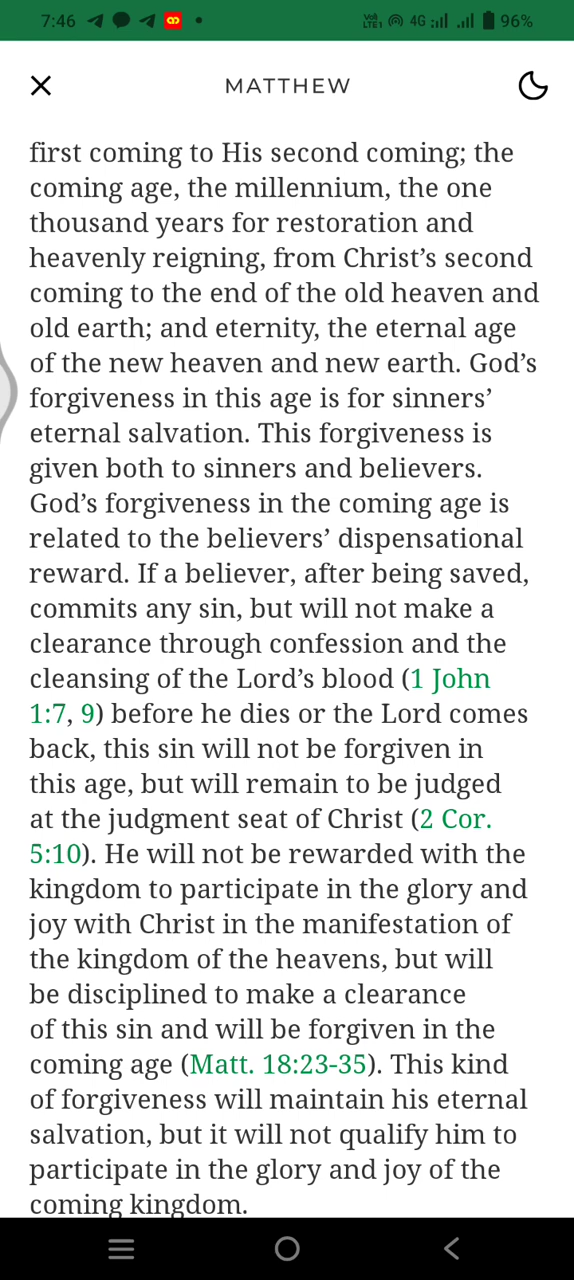 7:46
Vo) LTE1 4G 96%
MATTHEW
first coming to His second coming; the
coming age, the millennium, the one
thousand years for restoration and
heavenly reigning, from Christ’s second
coming to the end of the old heaven and
old earth; and eternity, the eternal age
of the new heaven and new earth. God’s
forgiveness in this age is for sinners’
eternal salvation. This forgiveness is
given both to sinners and believers.
God’s forgiveness in the coming age is
related to the believers’ dispensational
reward. If a believer, after being saved,
commits any sin, but will not make a
clearance through confession and the
cleansing of the Lord’s blood (1 John
1:7, 9) before he dies or the Lord comes
back, this sin will not be forgiven in
this age, but will remain to be judged
at the judgment seat of Christ (2 Cor.
5:10). He will not be rewarded with the
kingdom to participate in the glory and
joy with Christ in the manifestation of
the kingdom of the heavens, but will
be disciplined to make a clearance
of this sin and will be forgiven in the
coming age (Matt. 18:23-35). This kind
of forgiveness will maintain his eternal
salvation, but it will not qualify him to
participate in the glory and joy of the
coming kingdom.